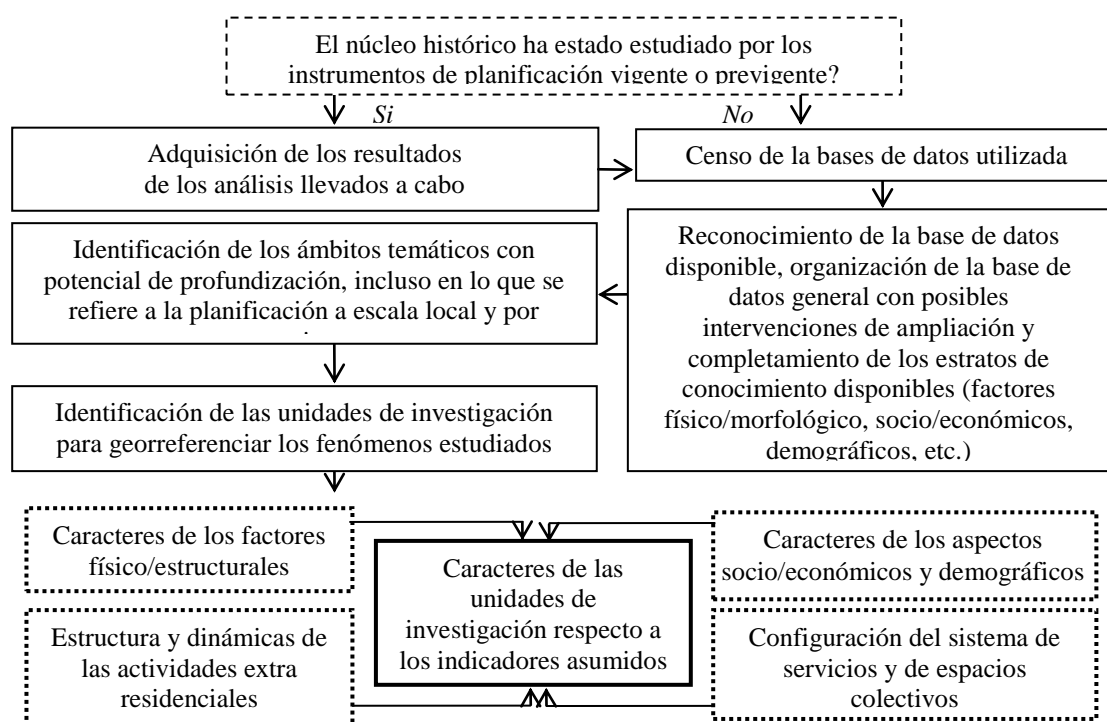 El núcleo histórico ha estado estudiado por los
instrumentos de planificación vigente o previgente?
Si
No
Adquisición de los resultados
de los análisis llevados a cabo
Censo de la bases de datos utilizada
Identificación de los ámbitos temáticos con
potencial de profundización, incluso en lo que se
refiere a la planificación a escala local y por
Reconocimiento de la base de datos
disponible, organización de la base de
datos general con posibles
intervenciones de ampliación y
completamiento de los estratos de
conocimiento disponibles (factores
físico/morfológico, socio/económicos,
demográficos, etc.)
Identificación de las unidades de investigación
para georreferenciar los fenómenos estudiados
Caracteres de los factores
físico/estructurales
Caracteres de las
unidades de
investigación respecto a
los indicadores asumidos
Caracteres de los aspectos
socio/económicos y demográficos
Estructura y dinámicas de
las actividades extra
residenciales
Configuración del sistema de
servicios y de espacios
colectivos